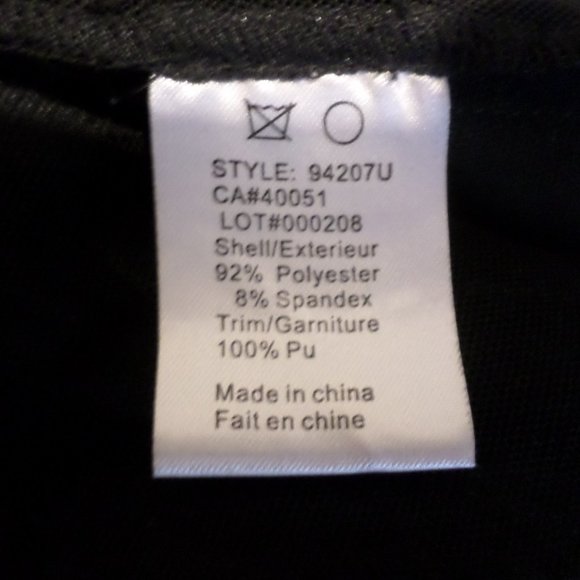 STYLE: 94207U
CA#40051
LOT#000208
Shell/Exterieur
92% Polyester
8% Spandex
Trim/Garniture
100% Pu
Made in china
Fait en chine